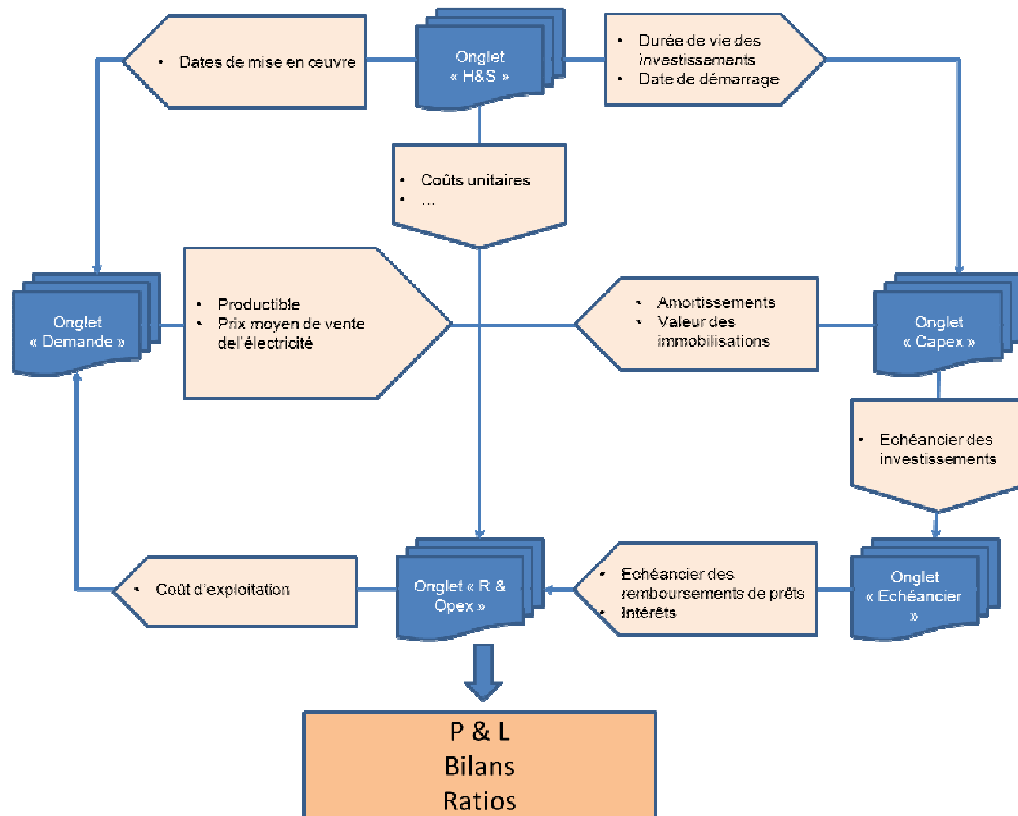 • Dates de mise en œuvre
Onglet
« H&S »
• Durée de vie des
investissements
• Date de démarrage
• Coûts unitaires
• ...
Onglet
« Demande »
• Productible
• Prix moyen de vente
del'électricité
• Amortissements
• Valeur des
immobilisations
Onglet
« Capex »
• Echéancier des
investissements
• Coût d'exploitation
Onglet « R &
Opex »
• Echéancier des
remboursements de prêts
• Intérêts
Onglet
« Echéancier
»
P & L
Bilans
Ratios